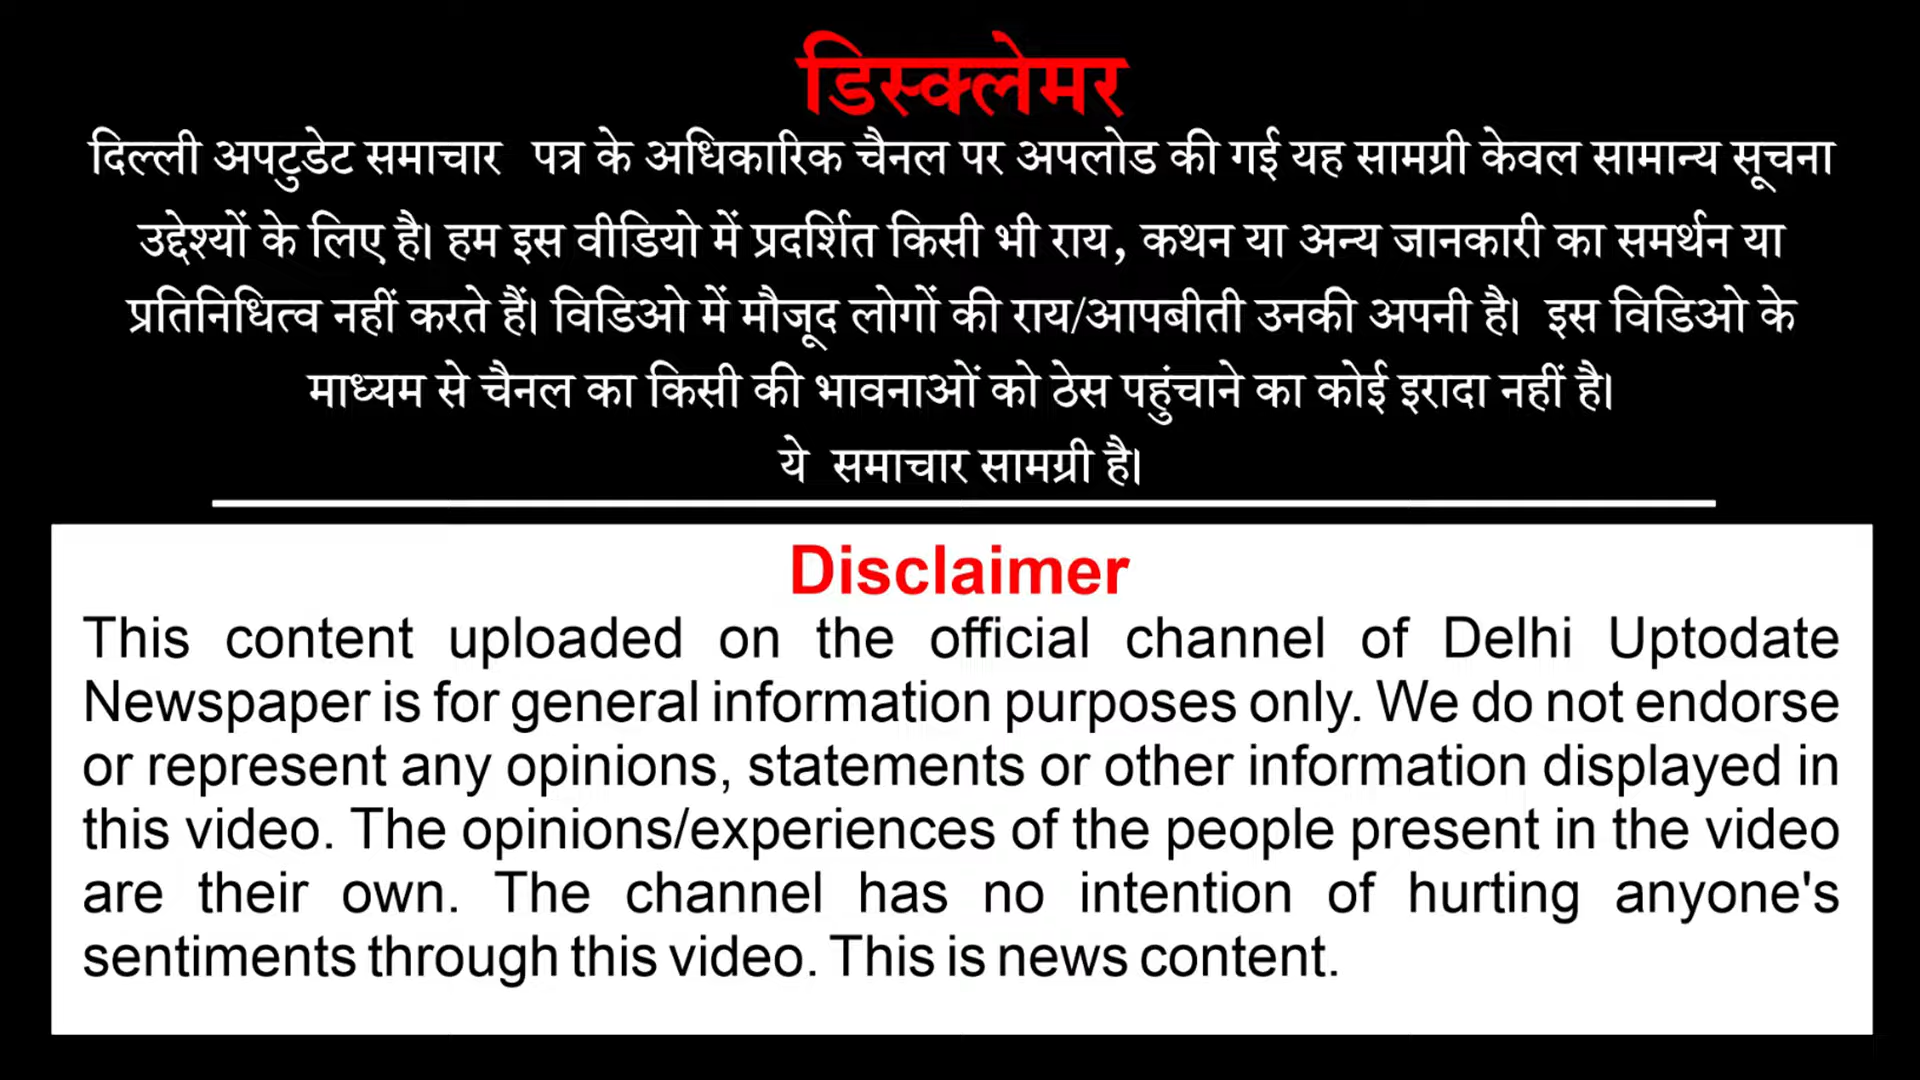 डिस्क्लेमर
दिल्ली अपटुडेट समाचार पत्र के अधिकारिक चैनल पर अपलोड की गई यह सामग्री केवल सामान्य सूचना
उद्देश्यों के लिए है। हम इस वीडियो में प्रदर्शित किसी भी राय, कथन या अन्य जानकारी का समर्थन या
प्रतिनिधित्व नहीं करते हैं। विडिओ में मौजूद लोगों की राय/आपबीती उनकी अपनी है। इस विडिओ के
माध्यम से चैनल का किसी की भावनाओं को ठेस पहुंचाने का कोई इरादा नहीं है।
ये समाचार सामग्री है।
Disclaimer
This content uploaded on the official channel of Delhi Uptodate
Newspaper is for general information purposes only. We do not endorse
or represent any opinions, statements or other information displayed in
this video. The opinions/experiences of the people present in the video
are their own. The channel has no intention of hurting anyone's
sentiments through this video. This is news content.